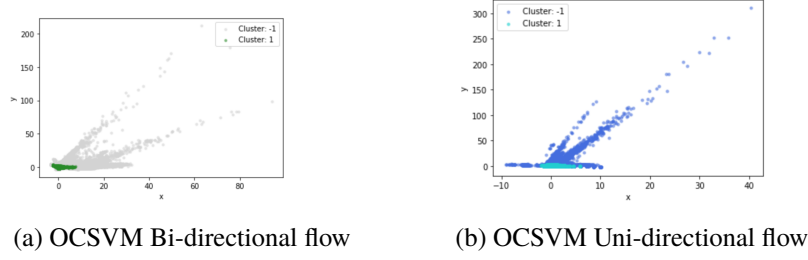 Cluster: -1
Cluster: 1
200
150
100
50
0
y
0
20
40
60
80
x
(a) OCSVM Bi-directional flow
Cluster: -1
Cluster: 1
300
250
200
150
100
50
0
y
-10
0
10
20
30
40
x
(b) OCSVM Uni-directional flow